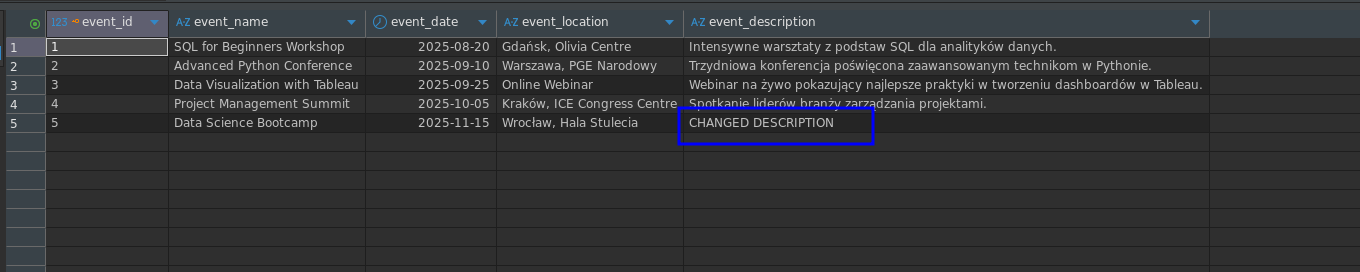 123 event_id A-Z event_name event_date A-Z event_location A-Z event_description
1 1 SQL for Beginners Workshop 2025-08-20 Gdańsk, Olivia Centre Intensywne warsztaty z podstaw SQL dla analityków danych.
2 2 Advanced Python Conference 2025-09-10 Warszawa, PGE Narodowy Trzydniowa konferencja poświęcona zaawansowanym technikom w Pythonie.
3 3 Data Visualization with Tableau 2025-09-25 Online Webinar Webinar na żywo pokazujący najlepsze praktyki w tworzeniu dashboardów w Tableau.
4 4 Project Management Summit 2025-10-05 Kraków, ICE Congress Centre Spotkanie liderów branży zarządzania projektami.
5 5 Data Science Bootcamp 2025-11-15 Wrocław, Hala Stulecia CHANGED DESCRIPTION